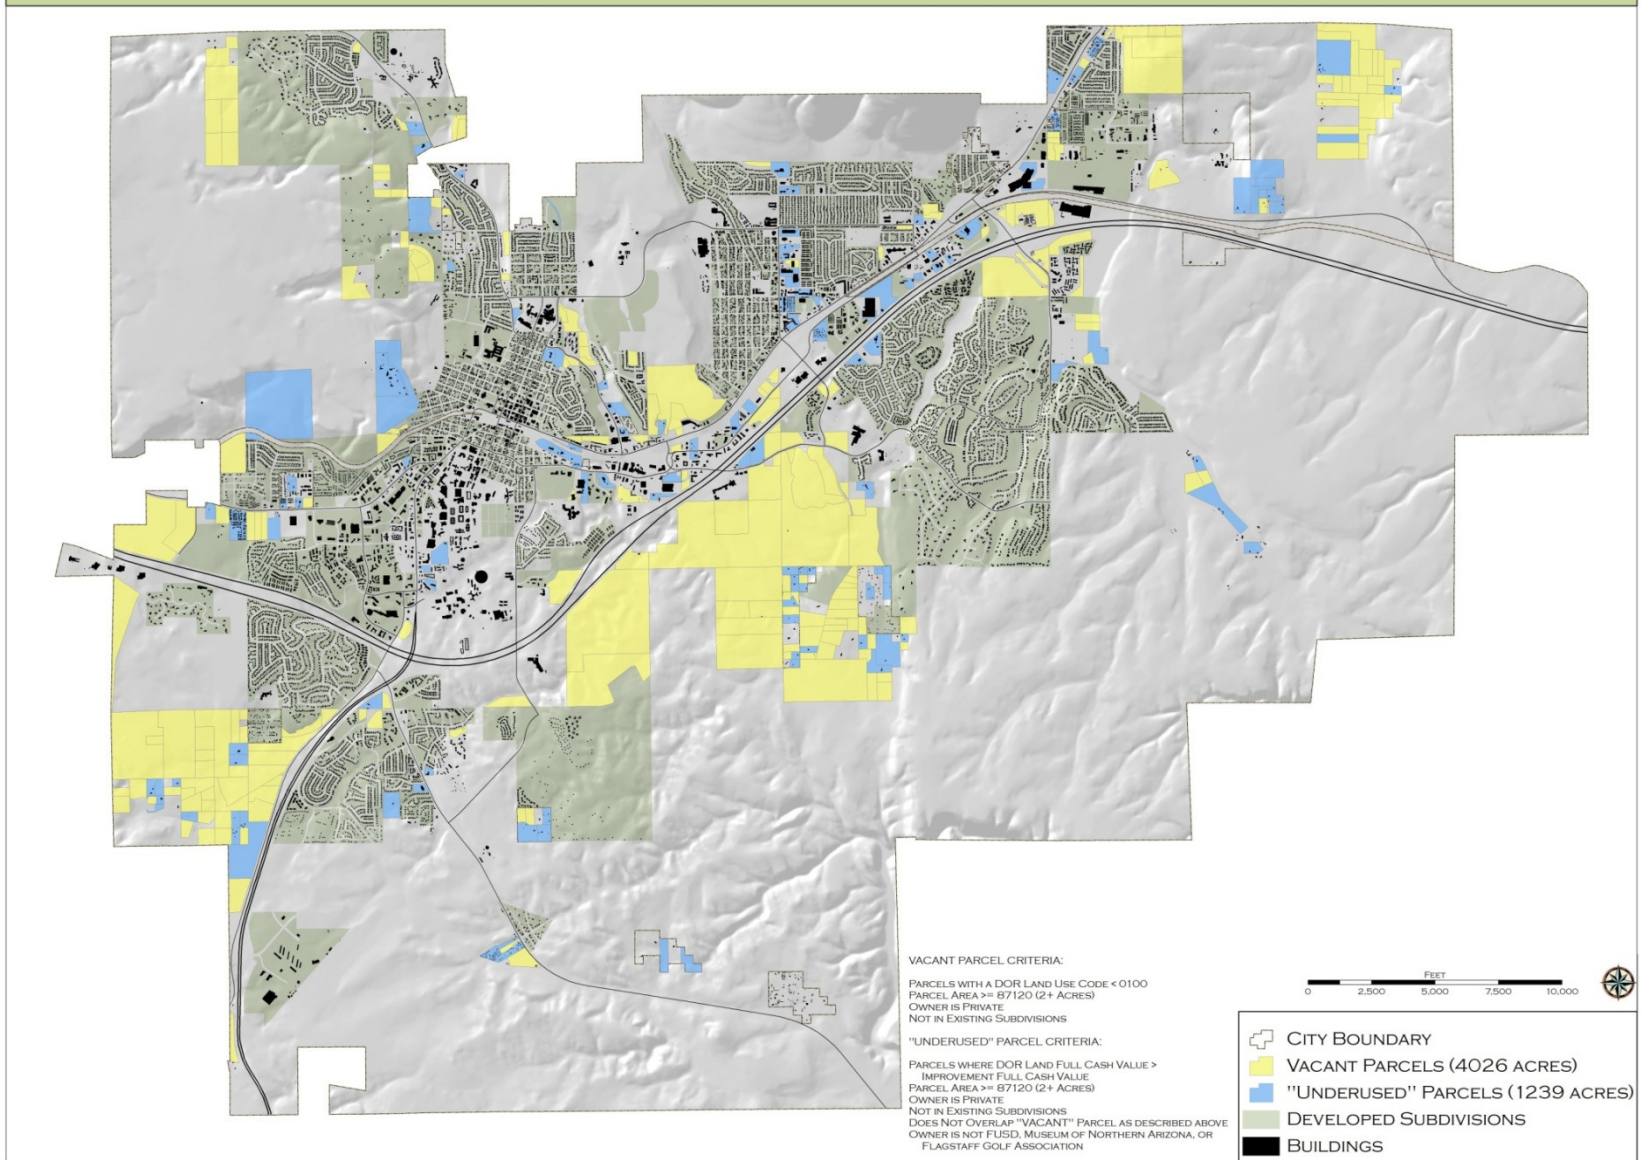 VACANT PARCEL CRITERIA:
PARCELS WITH A DOR LAND USE CODE < 0100
PARCEL AREA >= 87120 (2+ ACRES)
OWNER IS PRIVATE
NOT IN EXISTING SUBDIVISIONS
"UNDERUSED" PARCEL CRITERIA:
PARCELS WHERE DOR LAND FULL CASH VALUE >
IMPROVEMENT FULL CASH VALUE
PARCEL AREA >= 87120 (2+ ACRES)
OWNER IS PRIVATE
NOT IN EXISTING SUBDIVISIONS
DOES NOT OVERLAP "VACANT" PARCEL AS DESCRIBED ABOVE
OWNER IS NOT FUSD, MUSEUM OF NORTHERN ARIZONA, OR
FLAGSTAFF GOLF ASSOCIATION
FEET
0 2,500 5,000 7,500 10,000
CITY BOUNDARY
VACANT PARCELS (4026 ACRES)
"UNDERUSED" PARCELS (1239 ACRES)
DEVELOPED SUBDIVISIONS
BUILDINGS